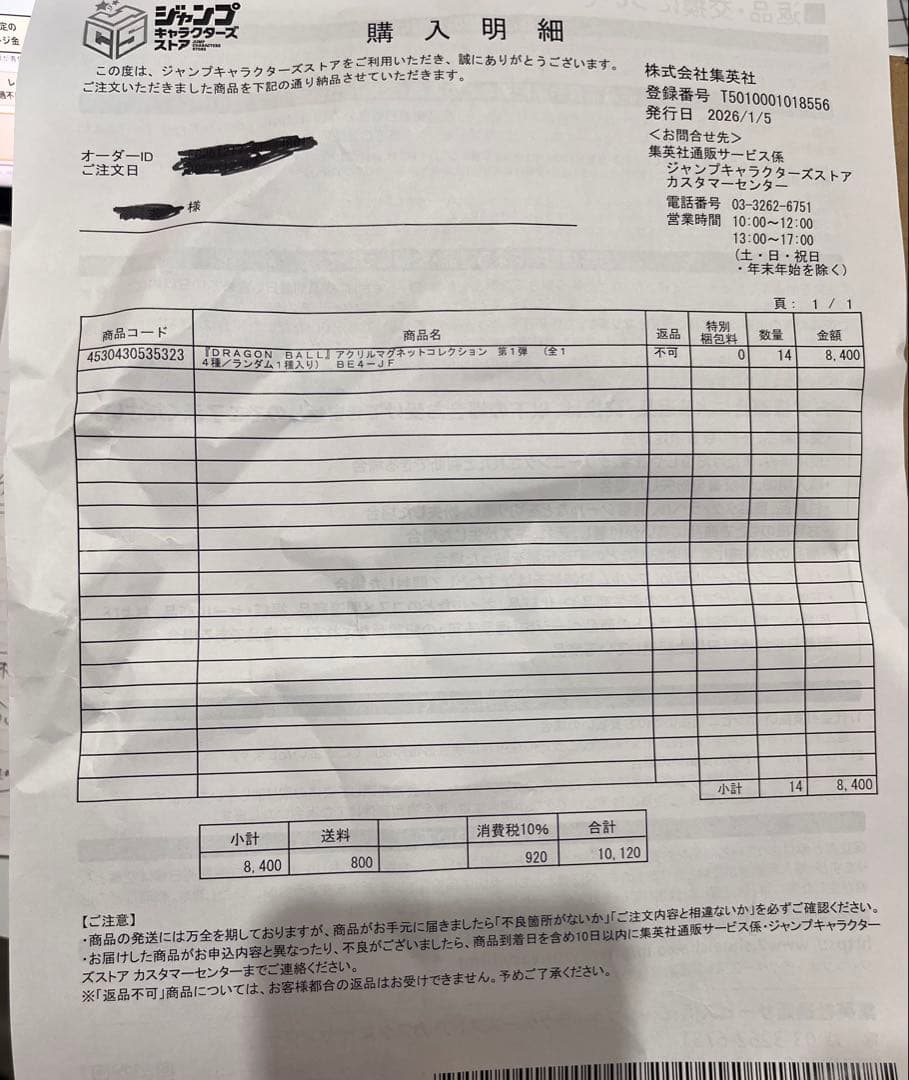 ジャンプ
キャラクターズ
ストア
JUMP CHARACTERS STORE
購入明細
この度は、ジャンプキャラクターズストアをご利用いただき、誠にありがとうございます。
ご注文いただきました商品を下記の通り納品させていただきます。
株式会社集英社
登録番号 T5010001018556
発行日 2026/1/5
<お問合せ先>
集英社通販サービス係
ジャンプキャラクターズストア
カスタマーセンター
電話番号 03-3262-6751
営業時間 10:00~12:00
13:00~17:00
(土・日・祝日
・年末年始を除く)
オーダーID
ご注文日
様
頁: 1 / 1
商品コード 商品名 返品 特別梱包料 数量 金額
4530430535323 『DRAGON BALL』アクリルマグネットコレクション 第1弾 (全1 不可 0 14 8,400
4種/ランダム1種入り) BE4-JF
小計 14 8,400
小計 送料 消費税10% 合計
8,400 800 920 10,120
【ご注意】
・商品の発送には万全を期しておりますが、商品がお手元に届きましたら「不良箇所がないか」「ご注文内容と相違ないか」を必ずご確認ください。
・お届けした商品がお申込内容と異なったり、不良がございましたら、商品到着日を含め10日以内に集英社通販サービス係・ジャンプキャラクター
ズストア カスタマーセンターまでご連絡ください。
※「返品不可」商品については、お客様都合の返品はお受けできません。予めご了承ください。